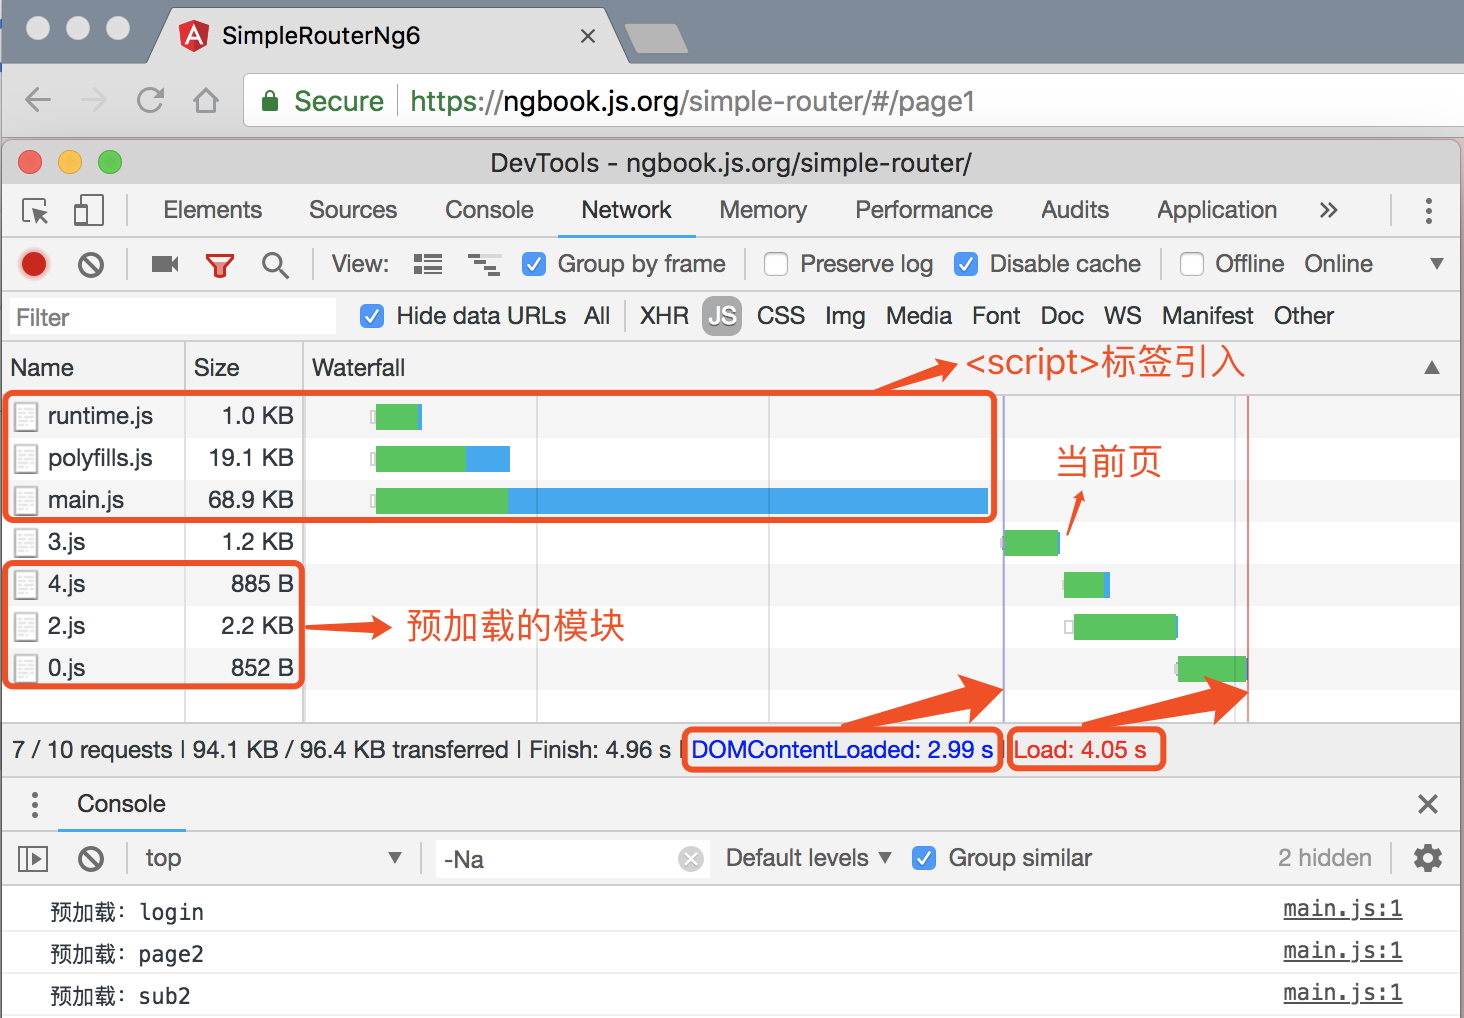 SimpleRouterNg6
Secure https://ngbook.js.org/simple-router/#/page1
DevTools - ngbook.js.org/simple-router/
Elements Sources Console Network Memory Performance Audits Application »
View: Group by frame Preserve log Disable cache Offline Online
Filter Hide data URLs All XHR JS CSS Img Media Font Doc WS Manifest Other
Name Size Waterfall
<script>标签引入
runtime.js 1.0 KB
polyfills.js 19.1 KB
当前页
main.js 68.9 KB
3.js 1.2 KB
4.js 885 B
2.js 2.2 KB
预加载的模块
0.js 852 B
7 / 10 requests | 94.1 KB / 96.4 KB transferred | Finish: 4.96 s | DOMContentLoaded: 2.99 s | Load: 4.05 s
Console
top -Na Default levels Group similar 2 hidden
预加载: login main.js:1
预加载: page2 main.js:1
预加载: sub2 main.js:1